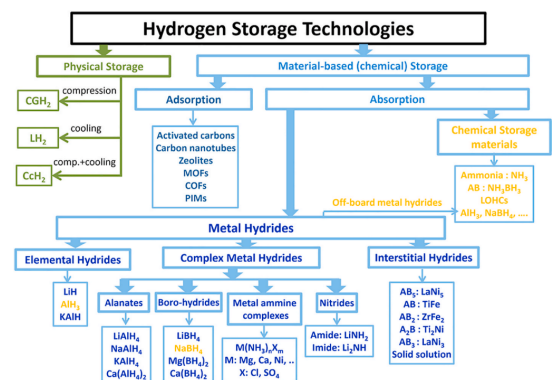 Hydrogen Storage Technologies
Physical Storage
Material-based (chemical) Storage
CGH₂
compression
LH₂
cooling
CcH₂
comp.+cooling
Adsorption
Activated carbons
Carbon nanotubes
Zeolites
MOFs
COFs
PIMs
Absorption
Chemical Storage
materials
Ammonia : NH₃
AB : NH₃BH₃
LOHCs
AlH₃, NaBH₄, ....
Off-board metal hydrides
Metal Hydrides
Elemental Hydrides
LiH
AlH₃
KAlH
Complex Metal Hydrides
Alanates
LiAlH₄
NaAlH₄
KAlH₄
Ca(AlH₄)₂
Boro-hydrides
LiBH₄
NaBH₄
Mg(BH₄)₂
Ca(BH₄)₂
Metal ammine
complexes
M(NH₃)ₙXₘ
M: Mg, Ca, Ni, ..
X: Cl, SO₄
Nitrides
Amide: LiNH₂
Imide: Li₂NH
Interstitial Hydrides
AB₅: LaNi₅
AB : TiFe
AB₂ : ZrFe₂
A₂B : Ti₂Ni
AB₃: LaNi₃
Solid solution